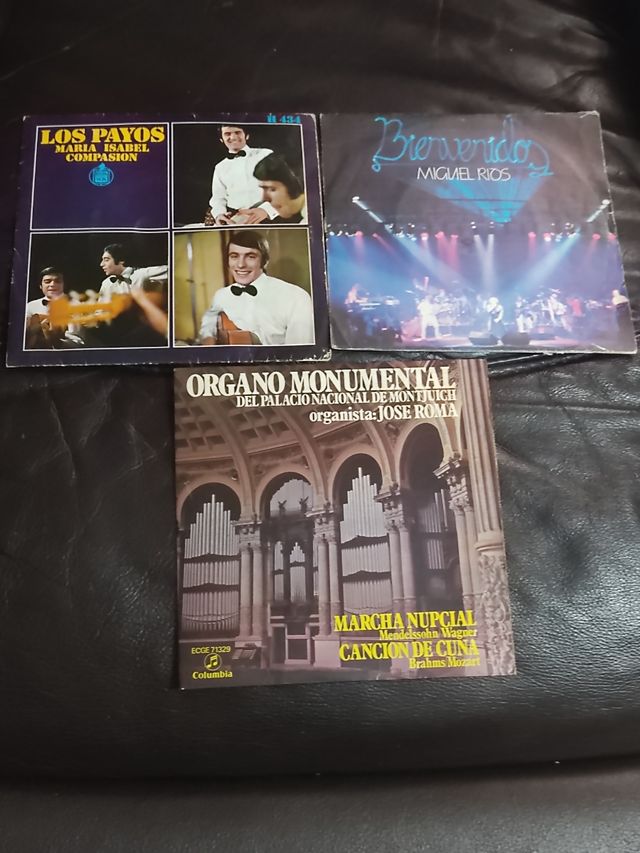 LOS PAYOS
MARIA ISABEL
COMPASION
434
Bienvenidos
MIGUEL RIOS
ORGANO MONUMENTAL
DEL PALACIO NACIONAL DE MONTJUICH
organista: JOSE ROMA
MARCHA NUPCIAL
Mendelssohn Wagner
CANCION DE CUNA
Brahms Mozart
ECGE 71329
Columbia